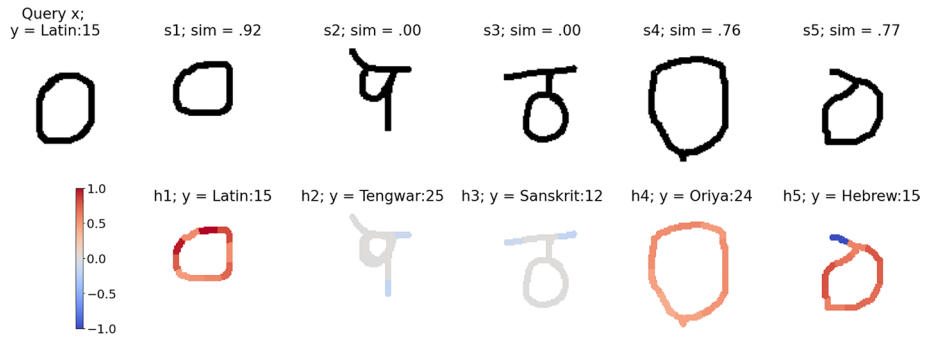 Query x;
y = Latin:15
s1; sim = .92
s2; sim = .00
s3; sim = .00
s4; sim = .76
s5; sim = .77
h1; y = Latin:15
h2; y = Tengwar:25
h3; y = Sanskrit:12
h4; y = Oriya:24
h5; y = Hebrew:15
1.0
0.5
0.0
−0.5
−1.0